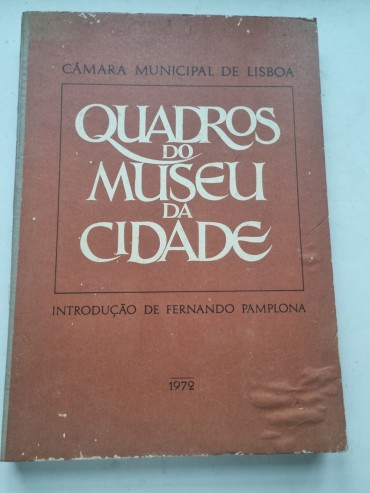 CÂMARA MUNICIPAL DE LISBOA
QUADROS
DO
MUSEU
DA
CIDADE
INTRODUÇÃO DE FERNANDO PAMPLONA
1972